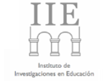 IIE
Instituto de
Investigaciones en Educación